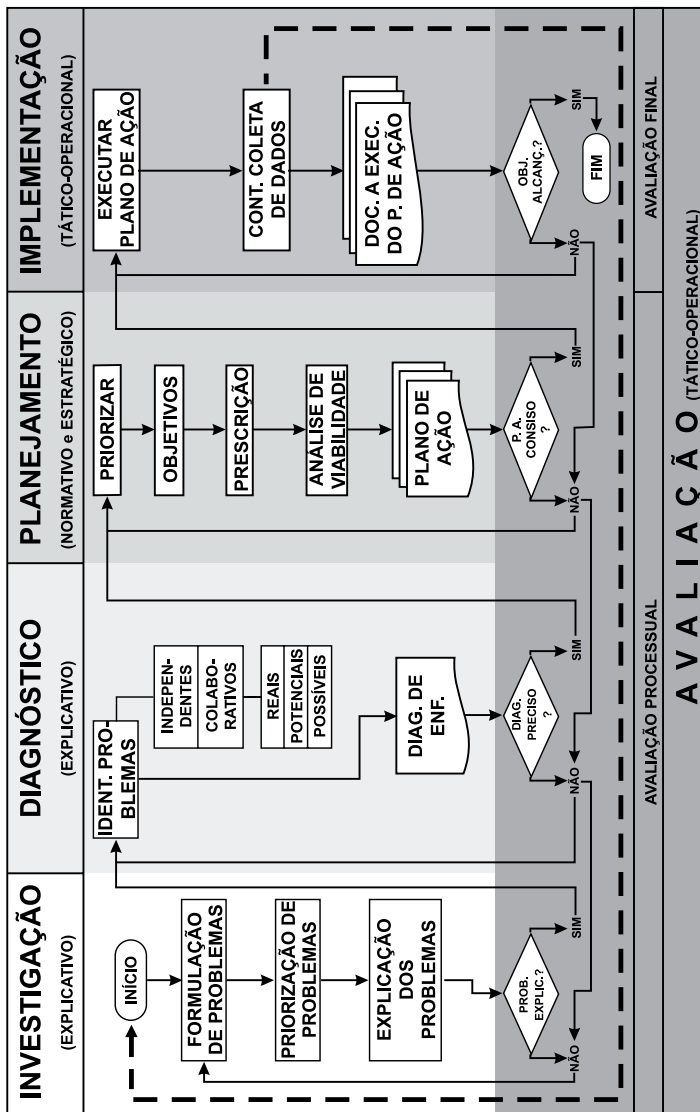 INVESTIGAÇÃO
(EXPLICATIVO)
INÍCIO
FORMULAÇÃO
DE PROBLEMAS
PRIORIZAÇÃO DE
PROBLEMAS
EXPLICAÇÃO
DOS
PROBLEMAS
PROB.
EXPLIC.?
NÃO
SIM
DIAGNÓSTICO
(EXPLICATIVO)
IDENT. PRO-
BLEMAS
INDEPEN-
DENTES
COLABO-
RATIVOS
REAIS
POTENCIAIS
POSSÍVEIS
DIAG. DE
ENF.
DIAG.
PRECISO
?
NÃO
SIM
PLANEJAMENTO
(NORMATIVO e ESTRATÉGICO)
PRIORIZAR
OBJETIVOS
PRESCRIÇÃO
ANÁLISE DE
VIABILIDADE
PLANO DE
AÇÃO
P. A.
CONSISO
?
NÃO
SIM
IMPLEMENTAÇÃO
(TÁTICO-OPERACIONAL)
EXECUTAR
PLANO DE AÇÃO
CONT. COLETA
DE DADOS
DOC. A EXEC.
DO P. DE AÇÃO
OBJ.
ALCANÇ.?
NÃO
SIM
FIM
AVALIAÇÃO PROCESSUAL
AVALIAÇÃO FINAL
AVALIAÇÃO (TÁTICO-OPERACIONAL)